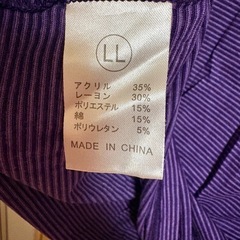 LL
アクリル 35%
レーヨン 30%
ポリエステル 15%
綿 15%
ポリウレタン 5%
MADE IN CHINA